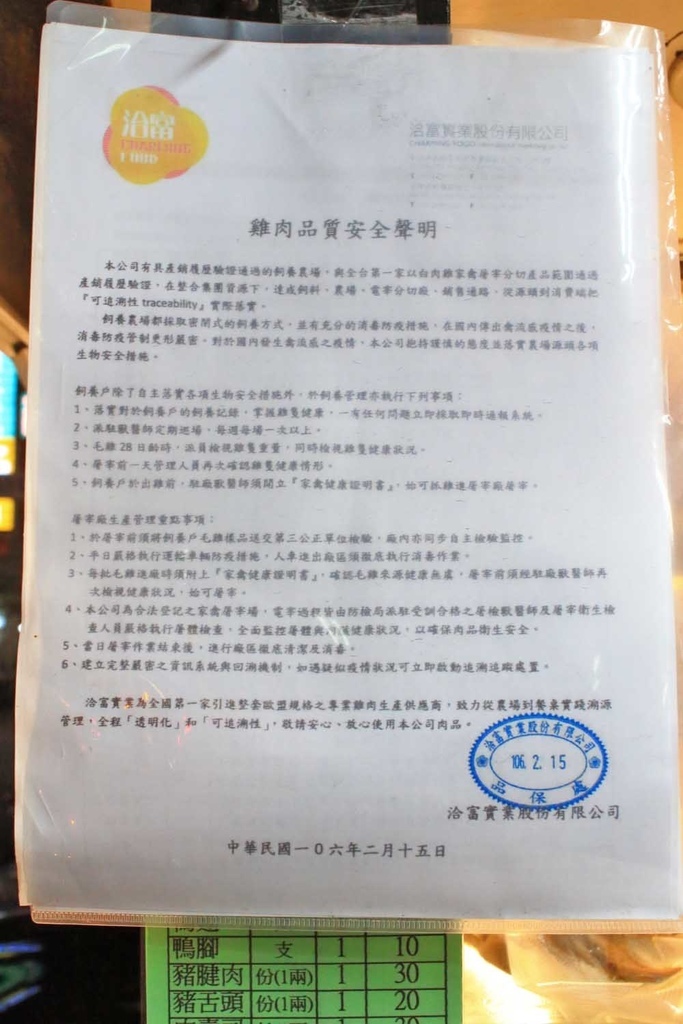 洽富
CHARMING
FOOD
洽富實業股份有限公司
雞肉品質安全聲明
本公司有具產銷履歷驗證通過的飼養農場，與全台第一家以白肉雞家禽屠宰分切產品範圍通過
產銷履歷驗證，在整合集團資源下，達成飼料、農場、電宰分切廠、銷售通路，從源頭到消費端把
『可追溯性 traceability』實際落實。
飼養農場都採取密閉式的飼養方式，並有充分的消毒防疫措施，在國內傳出禽流感疫情之後，
消毒防疫管制更形嚴密。對於國內發生禽流感之疫情，本公司抱持謹慎的態度並落實農場源頭各項
生物安全措施。
飼養戶除了自主落實各項生物安全措施外，於飼養管理亦執行下列事項：
1、落實對於飼養戶的飼養記錄，掌握雞隻健康，一有任何問題立即採取即時通報系統。
2、派駐獸醫師定期巡場，每週每場一次以上。
3、毛雞 28 日齡時，派員檢視雞隻重量，同時檢視雞隻健康狀況。
4、屠宰前一天管理人員再次確認雞隻健康情形。
5、飼養戶於出雞前，駐廠獸醫師須開立『家禽健康證明書』，始可抓雞進屠宰廠屠宰。
屠宰廠生產管理重點事項：
1、於屠宰前須將飼養戶毛雞樣品送交第三公正單位檢驗，廠內亦同步自主檢驗監控。
2、平日嚴格執行運輸車輛防疫措施，人車進出廠區須徹底執行消毒作業。
3、每批毛雞進廠時須附上『家禽健康證明書』，確認毛雞來源健康無虞，屠宰前須經駐廠獸醫師再
次檢視健康狀況，始可屠宰。
4、本公司為合法登記之家禽屠宰場，電宰過程皆由防檢局派駐受訓合格之屠檢獸醫師及屠宰衛生檢
查人員嚴格執行屠體檢查，全面監控屠體與內臟健康狀況，以確保肉品衛生安全。
5、當日屠宰作業結束後，進行廠區徹底清潔及消毒。
6、建立完整嚴密之資訊系統與回溯機制，如遇疑似疫情狀況可立即啟動追溯追蹤處置。
洽富實業為全國第一家引進整套歐盟規格之專業雞肉生產供應商，致力從農場到餐桌實踐溯源
管理，全程「透明化」和「可追溯性」，敬請安心、放心使用本公司肉品。
洽富實業股份有限公司
106. 2. 15
品保處
洽富實業股份有限公司
中華民國一０六年二月十五日
鴨腳 支 1 10
豬腱肉 份(1兩) 1 30
豬舌頭 份(1兩) 1 20